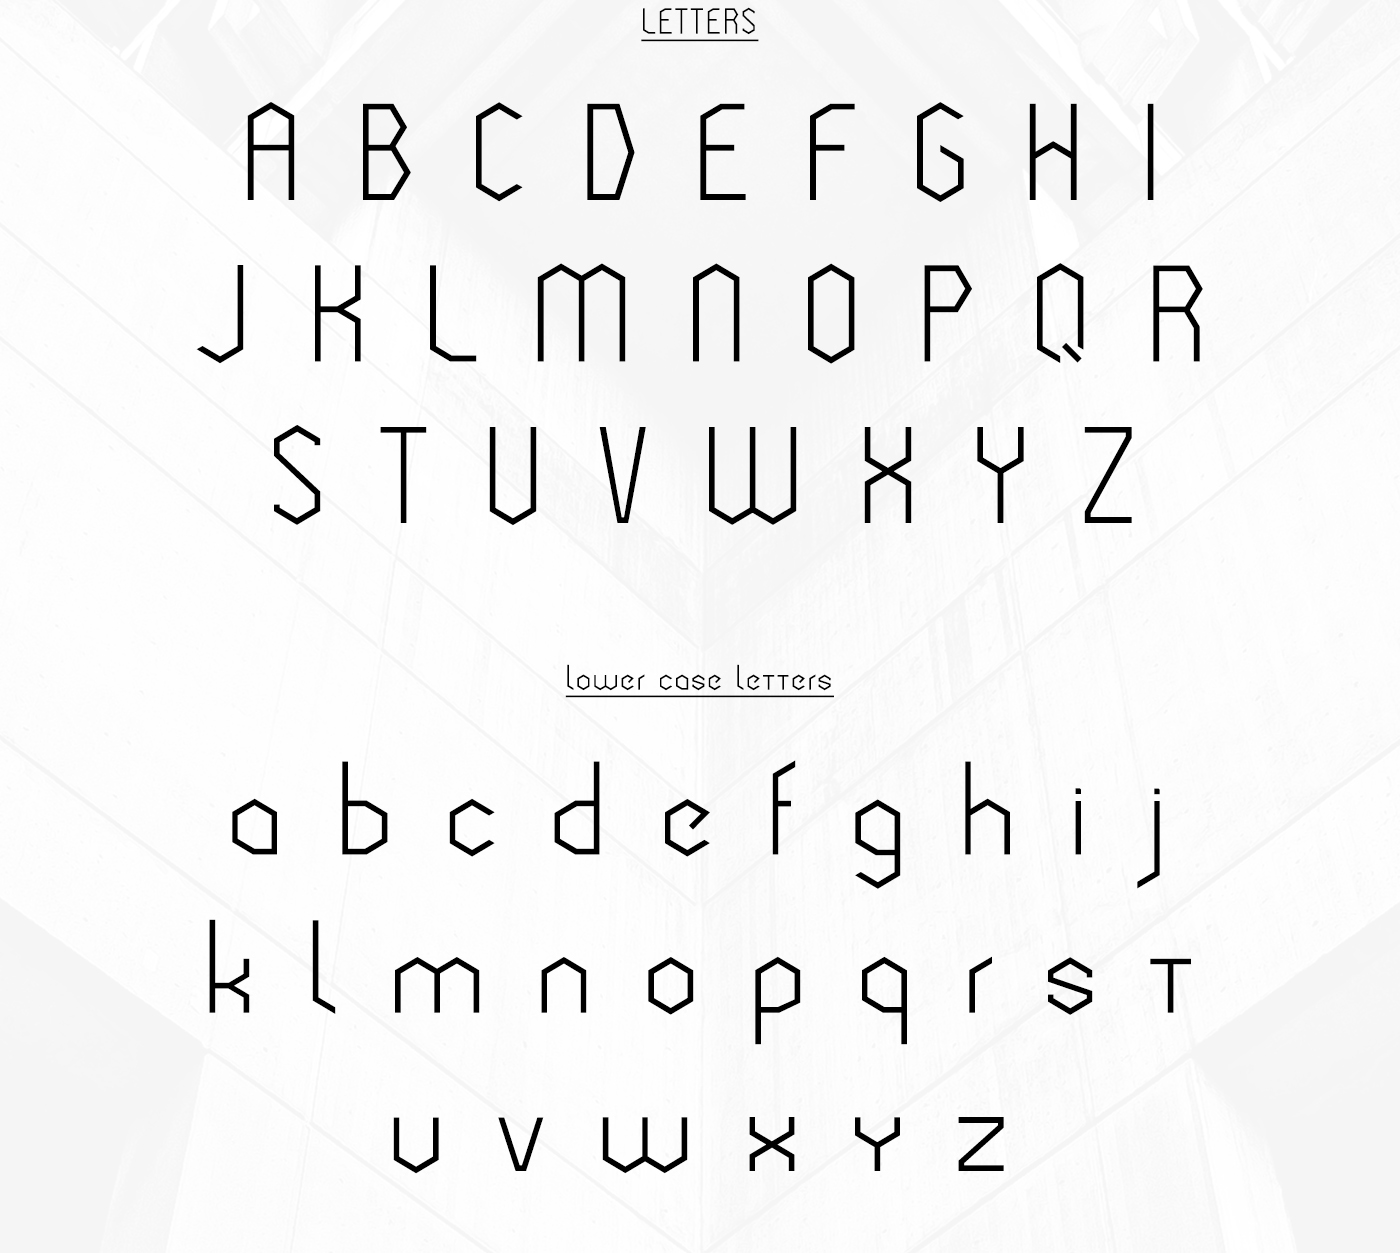 LETTERS
A B C D E F G H I
J K L M N O P Q R
S T U V W X Y Z
lower case letters
a b c d e f g h i j
k l m n o p q r s t
u v w x y z